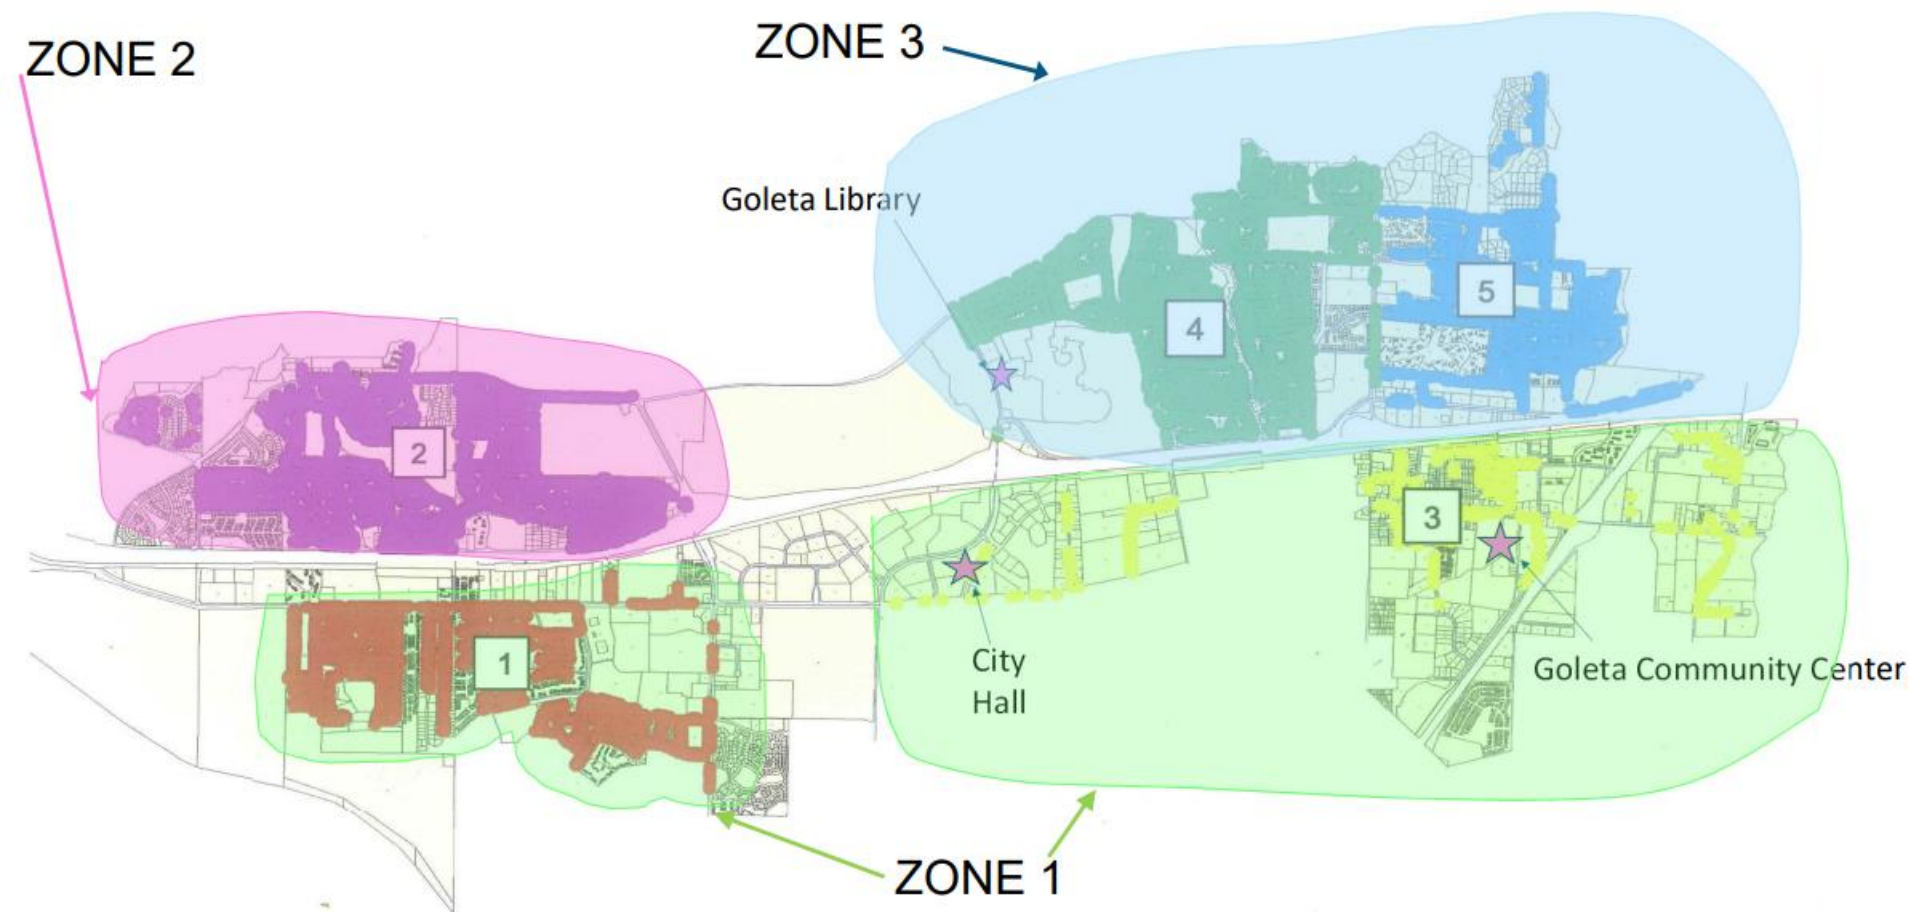 ZONE 2
ZONE 3
Goleta Library
5
4
2
3
1
City
Hall
Goleta Community Center
ZONE 1